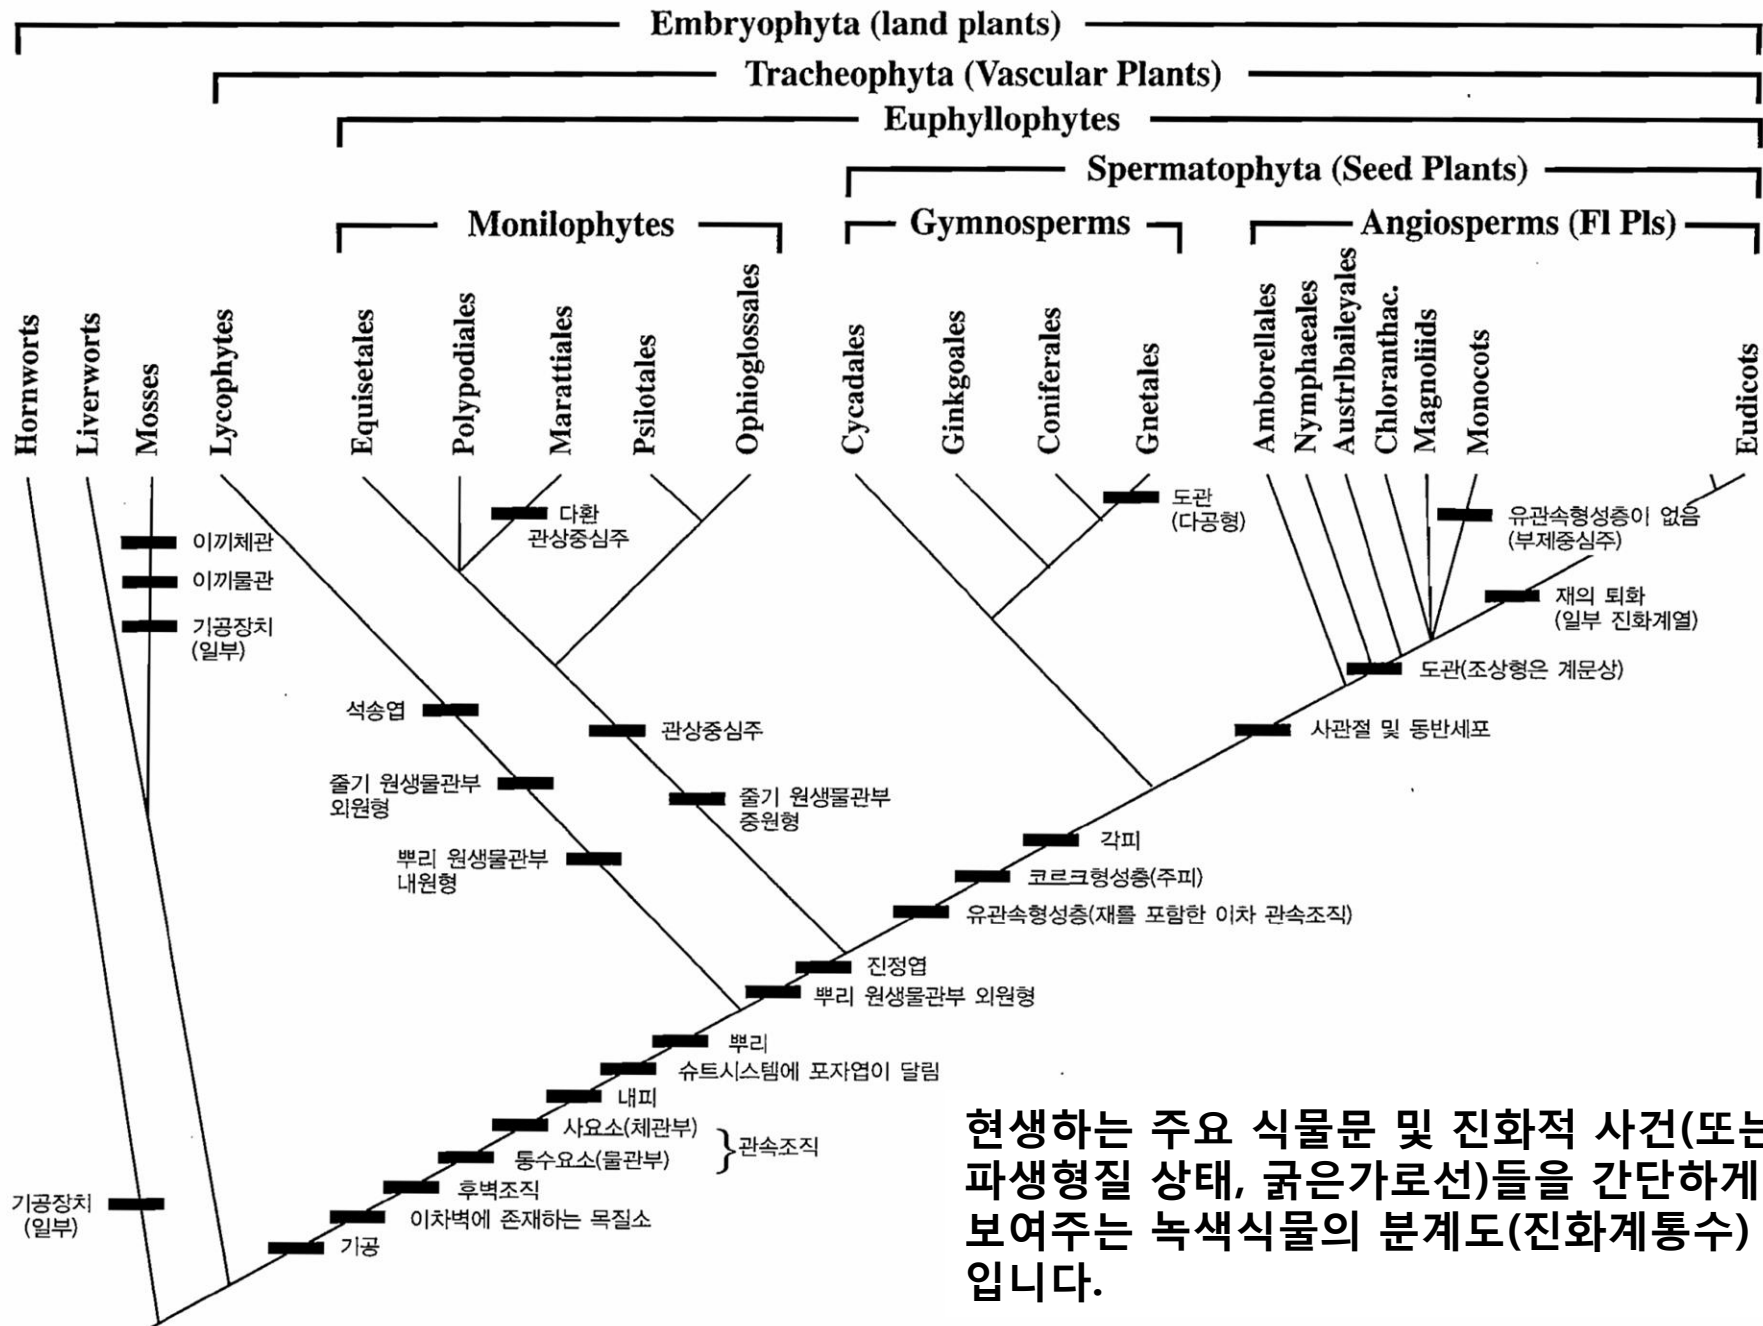 Embryophyta (land plants)
Tracheophyta (Vascular Plants)
Euphyllophytes
Spermatophyta (Seed Plants)
Monilophytes
Gymnosperms
Angiosperms (Fl Pls)
Hornworts
Liverworts
Mosses
Lycophytes
Equisetales
Polypodiales
Marattiales
Psilotales
Ophioglossales
Cycadales
Ginkgoales
Coniferales
Gnetales
Amborellales
Nymphaeales
Austrlbaileyales
Chloranthac.
Magnoliids
Monocots
Eudicots
이끼체관
이끼물관
기공장치
(일부)
다환
관상중심주
도관
(다공형)
유관속형성층이 없음
(부제중심주)
재의 퇴화
(일부 진화계열)
도관(조상형은 계문상)
사관절 및 동반세포
석송엽
관상중심주
줄기 원생물관부
외원형
줄기 원생물관부
중원형
뿌리 원생물관부
내원형
각피
코르크형성층(주피)
유관속형성층(재를 포함한 이차 관속조직)
진정엽
뿌리 원생물관부 외원형
뿌리
슈트시스템에 포자엽이 달림
내피
사요소(체관부)
통수요소(물관부)
}관속조직
후벽조직
이차벽에 존재하는 목질소
기공
기공장치
(일부)
현생하는 주요 식물문 및 진화적 사건(또는
파생형질 상태, 굵은가로선)들을 간단하게
보여주는 녹색식물의 분계도(진화계통수)
입니다.